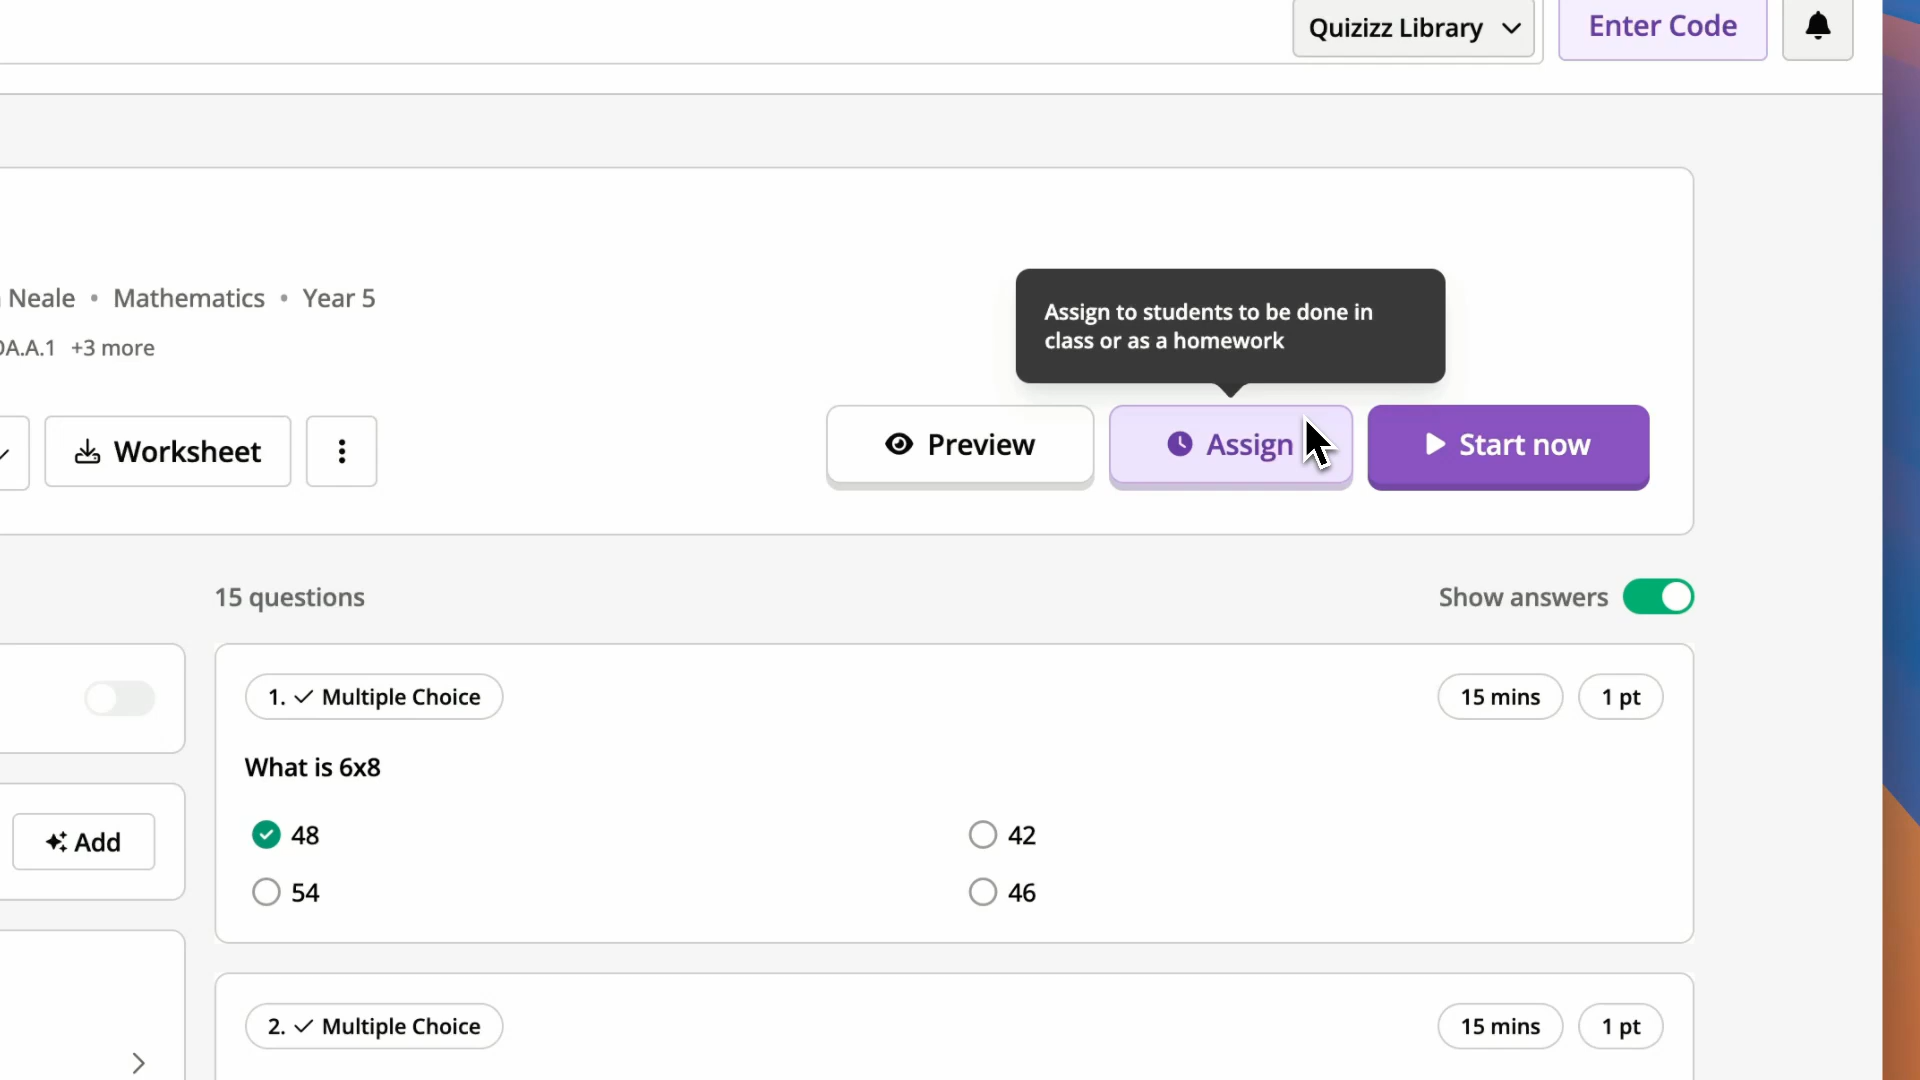 Quizizz Library
Enter Code
Neale • Mathematics • Year 5
+3 more
Assign to students to be done in
class or as a homework
Worksheet
Preview
Assign
Start now
15 questions
Show answers
1. Multiple Choice
15 mins
1 pt
What is 6x8
48
42
54
46
Add
2. Multiple Choice
15 mins
1 pt